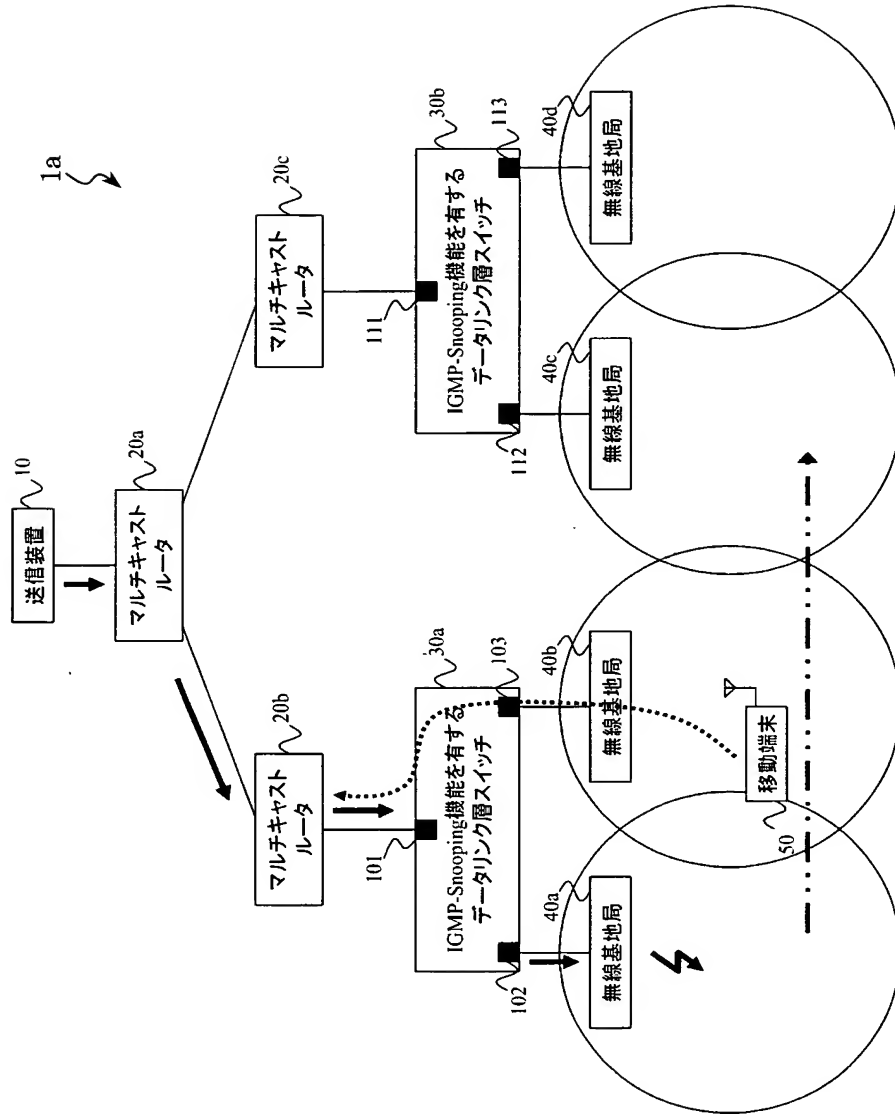 1a
10
送信装置
20a
マルチキャスト
ルータ
20b
マルチキャスト
ルータ
20c
マルチキャスト
ルータ
101
30a
IGMP-Snooping機能を有する
データリンク層スイッチ
102
103
111
30b
IGMP-Snooping機能を有する
データリンク層スイッチ
112
113
40a
無線基地局
40b
無線基地局
40c
無線基地局
40d
無線基地局
移動端末
50